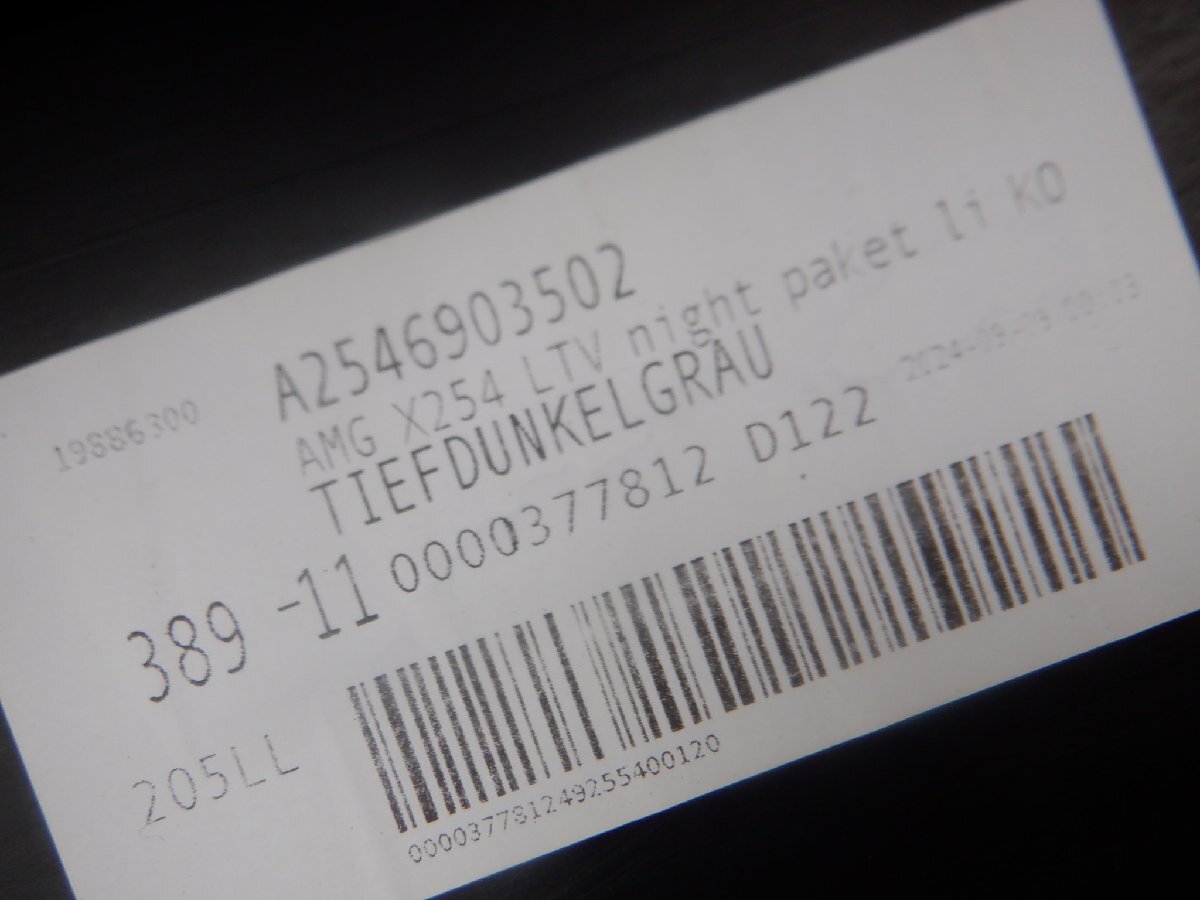 A2546903502
19886300
AMG X254 LTV night paket li KO
TIEFDUNKELGRAU
389 -11 0000377812 D122
205LL
000037781249255400120